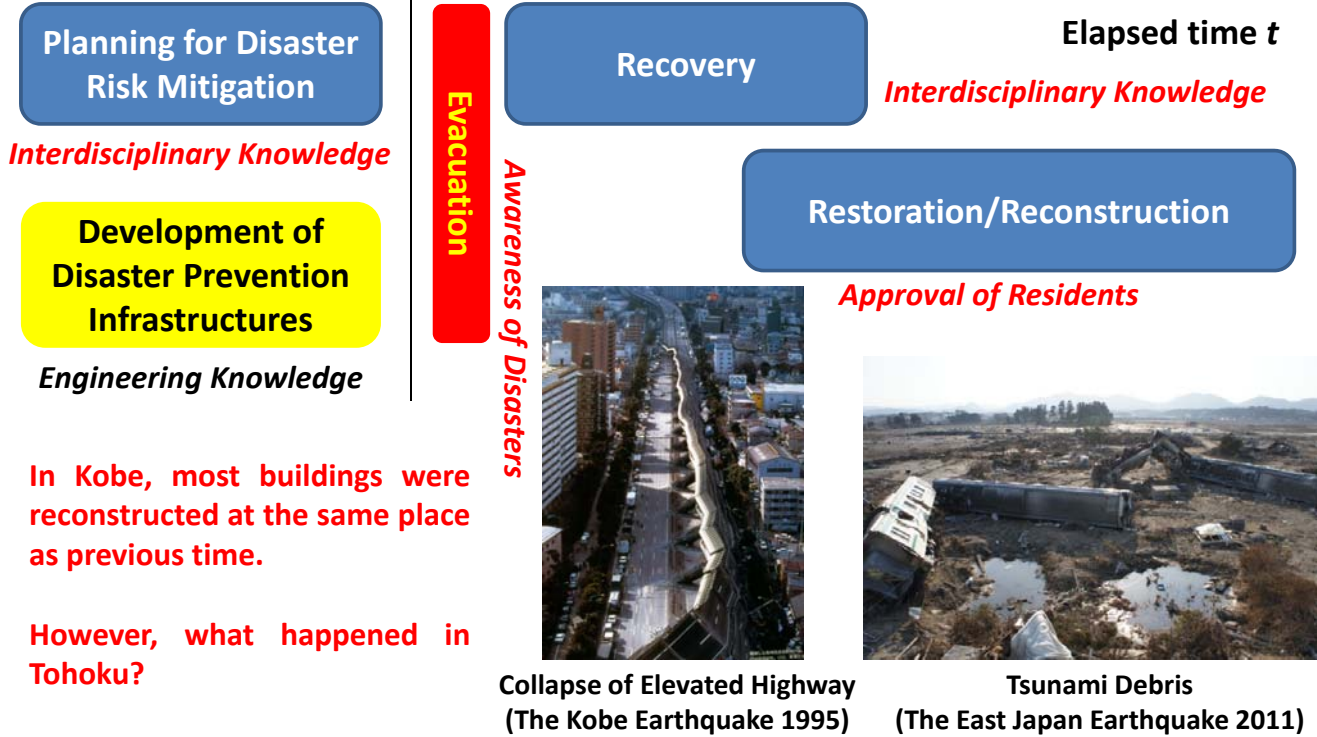 Planning for Disaster
Risk Mitigation
Interdisciplinary Knowledge
Development of
Disaster Prevention
Infrastructures
Engineering Knowledge
Evacuation
Awareness of Disasters
Recovery
Elapsed time t
Interdisciplinary Knowledge
Restoration/Reconstruction
Approval of Residents
In Kobe, most buildings were
reconstructed at the same place
as previous time.
However, what happened in
Tohoku?
Collapse of Elevated Highway
(The Kobe Earthquake 1995)
Tsunami Debris
(The East Japan Earthquake 2011)